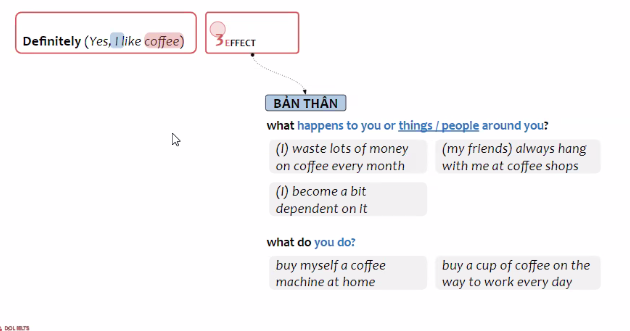 Definitely (Yes, I like coffee)
3 EFFECT
BẢN THÂN
what happens to you or things / people around you?
(I) waste lots of money
on coffee every month
(my friends) always hang
with me at coffee shops
(I) become a bit
dependent on it
what do you do?
buy myself a coffee
machine at home
buy a cup of coffee on the
way to work every day
DOL IELTS